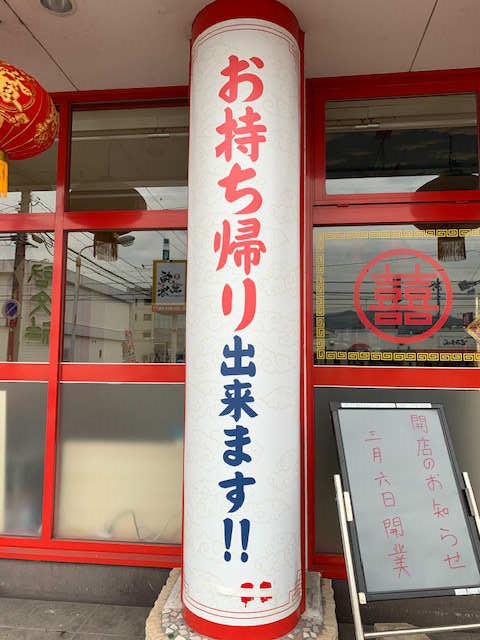 お持ち帰り出来ます!!
囍
開店のお知らせ
三月六日開業